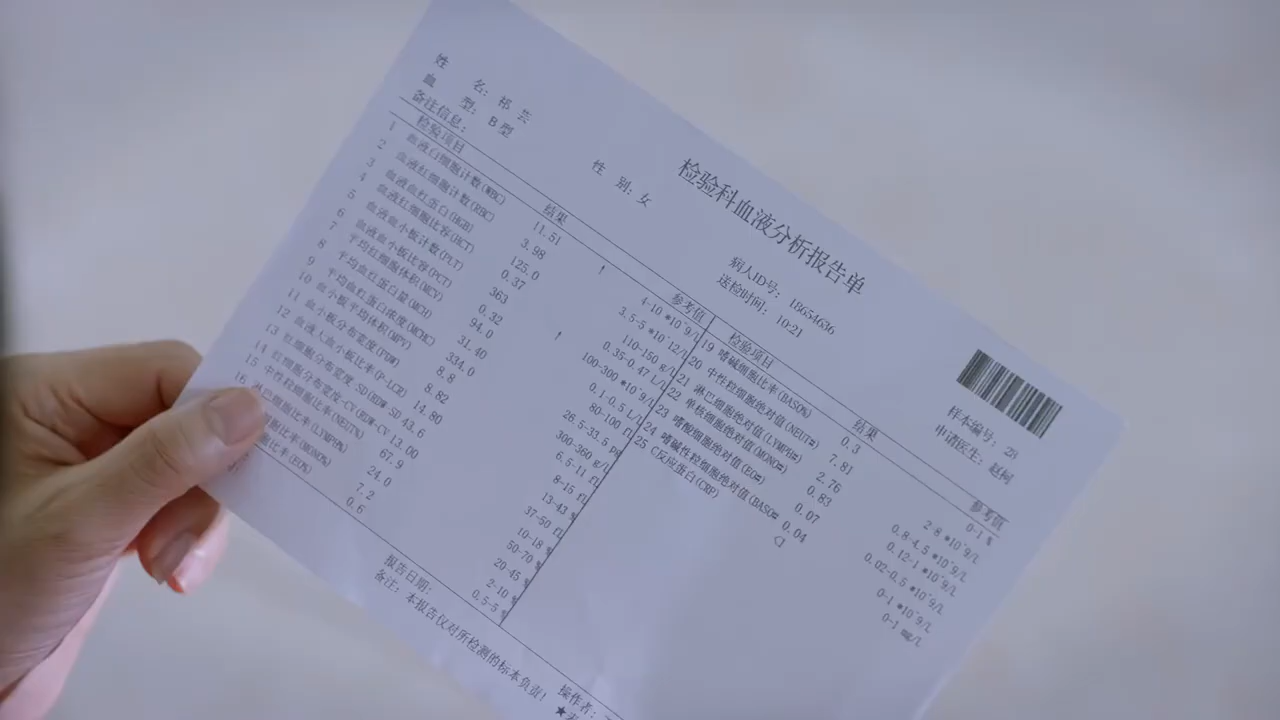 检验科血液分析报告单
姓 名: 祁 芸
性 别: 女
病人ID号: 18654636
样本编号: 28
血 型: B 型
送检时间: 10:21
申请医生: 赵柯
备注信息:
检验项目 结果 参考值 检验项目 结果 参考值
1 血液白细胞计数(WBC) 11.51 ↑ 4-10 *10^9/L
2 血液红细胞计数(RBC) 3.98 3.5-5 *10^12/L
3 血液血红蛋白(HGB) 125.0 110-150 g/L
4 血液红细胞比容(HCT) 0.37 0.35-0.47 L/L
5 血液血小板计数(PLT) 363 ↑ 100-300 *10^9/L
6 血液血小板比容(PCT) 0.32 0.1-0.5 L/L
7 平均红细胞体积(MCV) 94.0 80-100 fL
8 平均血红蛋白量(MCH) 31.40 26.5-33.5 pg
9 平均血红蛋白浓度(MCHC) 334.0 300-360 g/L
10 血小板平均体积(MPV) 8.8 6.5-11 fL
11 血小板分布宽度(PDW) 8.82 8-15 fL
12 血液大血小板比率(P-LCR) 14.80 13-43 %
13 红细胞分布宽度-SD(RDW-SD 43.6 37-50 fL
14 红细胞分布宽度-CV(RDW-CV 13.00 10-18 %
15 中性粒细胞比率(NEUT%) 67.9 50-70 %
16 淋巴细胞比率(LYMPH%) 24.0 20-45 %
细胞比率(MONO%) 7.2 2-10 %
比率(EO%) 0.6 0.5-5 %
19 嗜碱细胞比率(BASO%) 0.3 0-1 %
20 中性粒细胞绝对值(NEUT=) 7.81 2-8 *10^9/L
21 淋巴细胞绝对值(LYMPH=) 2.76 0.8-4.5 *10^9/L
22 单核细胞绝对值(MONO=) 0.83 0.12-1 *10^9/L
23 嗜酸细胞绝对值(EO=) 0.07 0.02-0.5 *10^9/L
24 嗜碱性粒细胞绝对值(BASO= 0.04 0-1 *10^9/L
25 C反应蛋白(CRP) <1 0-1 mg/L
报告日期: 操作者:
备注: 本报告仅对所检测的标本负责! ★